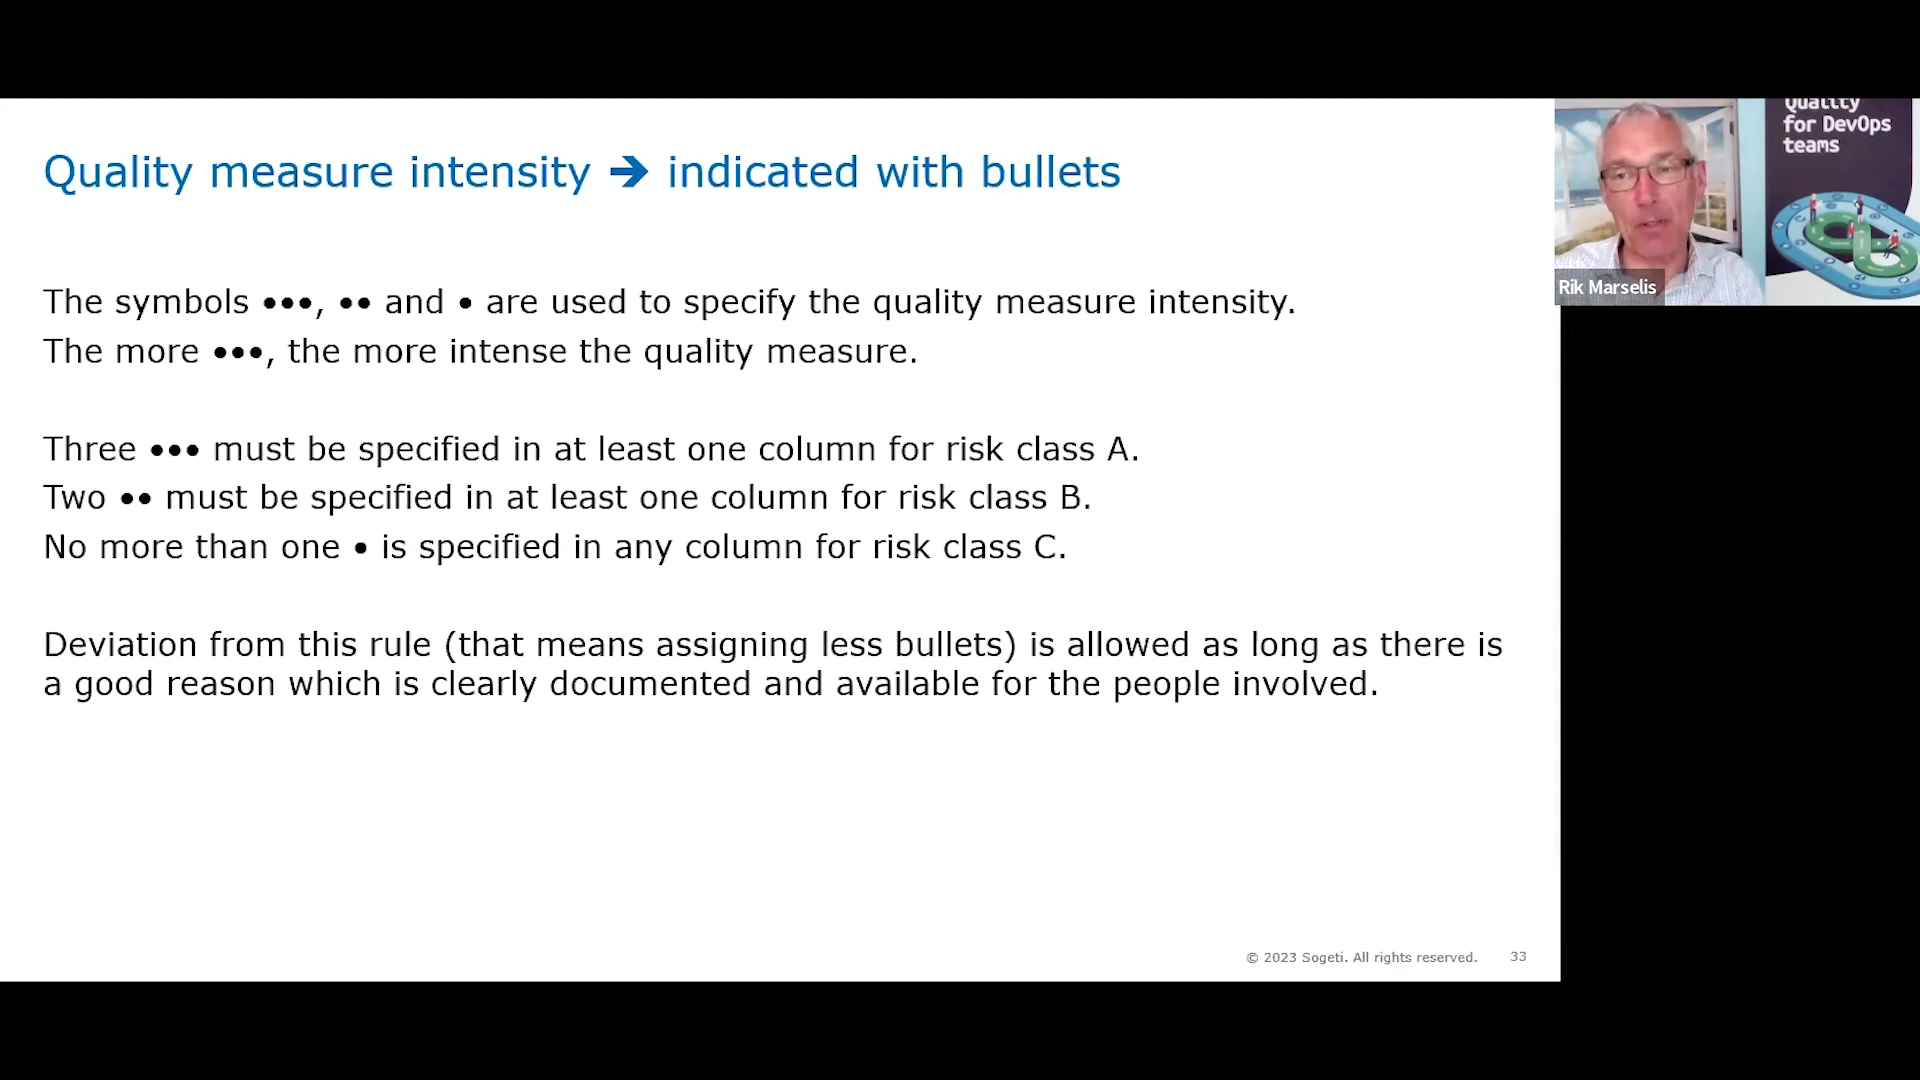 Quality measure intensity ➔ indicated with bullets
The symbols •••, •• and • are used to specify the quality measure intensity.
The more •••, the more intense the quality measure.
Three ••• must be specified in at least one column for risk class A.
Two •• must be specified in at least one column for risk class B.
No more than one • is specified in any column for risk class C.
Deviation from this rule (that means assigning less bullets) is allowed as long as there is
a good reason which is clearly documented and available for the people involved.
© 2023 Sogeti. All rights reserved. 33
Quality
for DevOps
teams
Rik Marselis